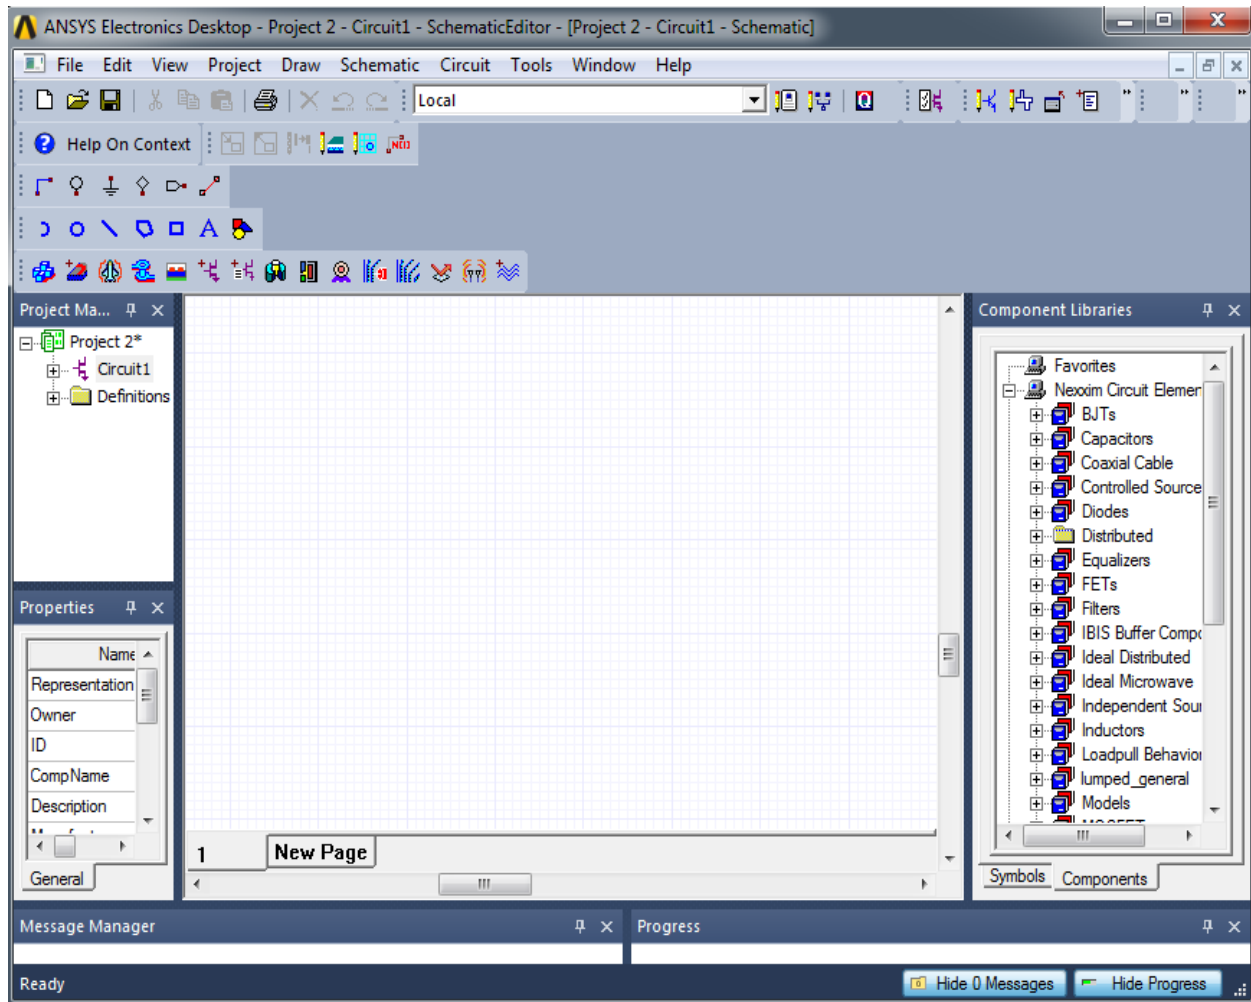 ANSYS Electronics Desktop - Project 2 - Circuit1 - SchematicEditor - [Project 2 - Circuit1 - Schematic]
File Edit View Project Draw Schematic Circuit Tools Window Help
Local
Help On Context
Project Ma...
Project 2*
Circuit1
Definitions
Properties
Name
Representation
Owner
ID
CompName
Description
General
1 New Page
Component Libraries
Favorites
Nexxim Circuit Elemen
BJTs
Capacitors
Coaxial Cable
Controlled Source
Diodes
Distributed
Equalizers
FETs
Filters
IBIS Buffer Compo
Ideal Distributed
Ideal Microwave
Independent Sour
Inductors
Loadpull Behavior
lumped_general
Models
Symbols Components
Message Manager
Progress
Ready
Hide 0 Messages Hide Progress